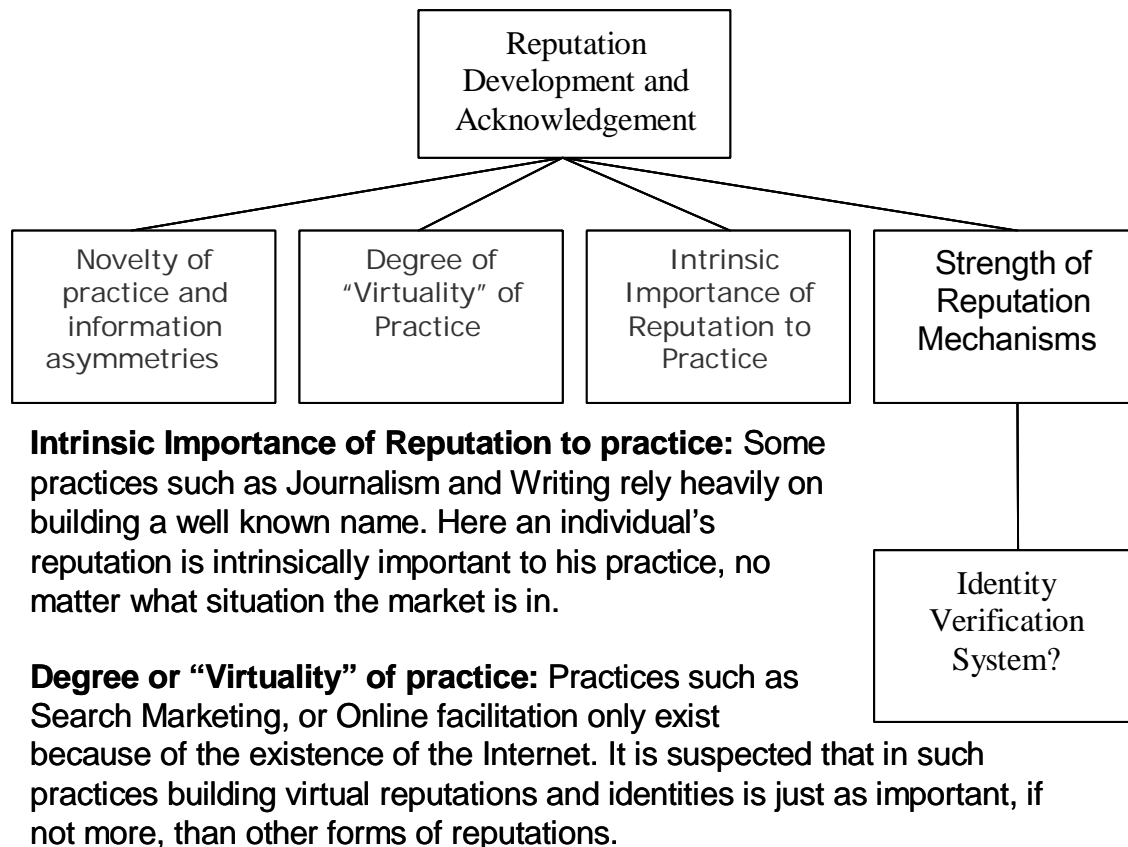 Reputation
Development and
Acknowledgement
Novelty of
practice and
information
asymmetries
Degree of
“Virtuality” of
Practice
Intrinsic
Importance of
Reputation to
Practice
Strength of
Reputation
Mechanisms
Intrinsic Importance of Reputation to practice: Some
practices such as Journalism and Writing rely heavily on
building a well known name. Here an individual’s
reputation is intrinsically important to his practice, no
matter what situation the market is in.
Identity
Verification
System?
Degree or “Virtuality” of practice: Practices such as
Search Marketing, or Online facilitation only exist
because of the existence of the Internet. It is suspected that in such
practices building virtual reputations and identities is just as important, if
not more, than other forms of reputations.